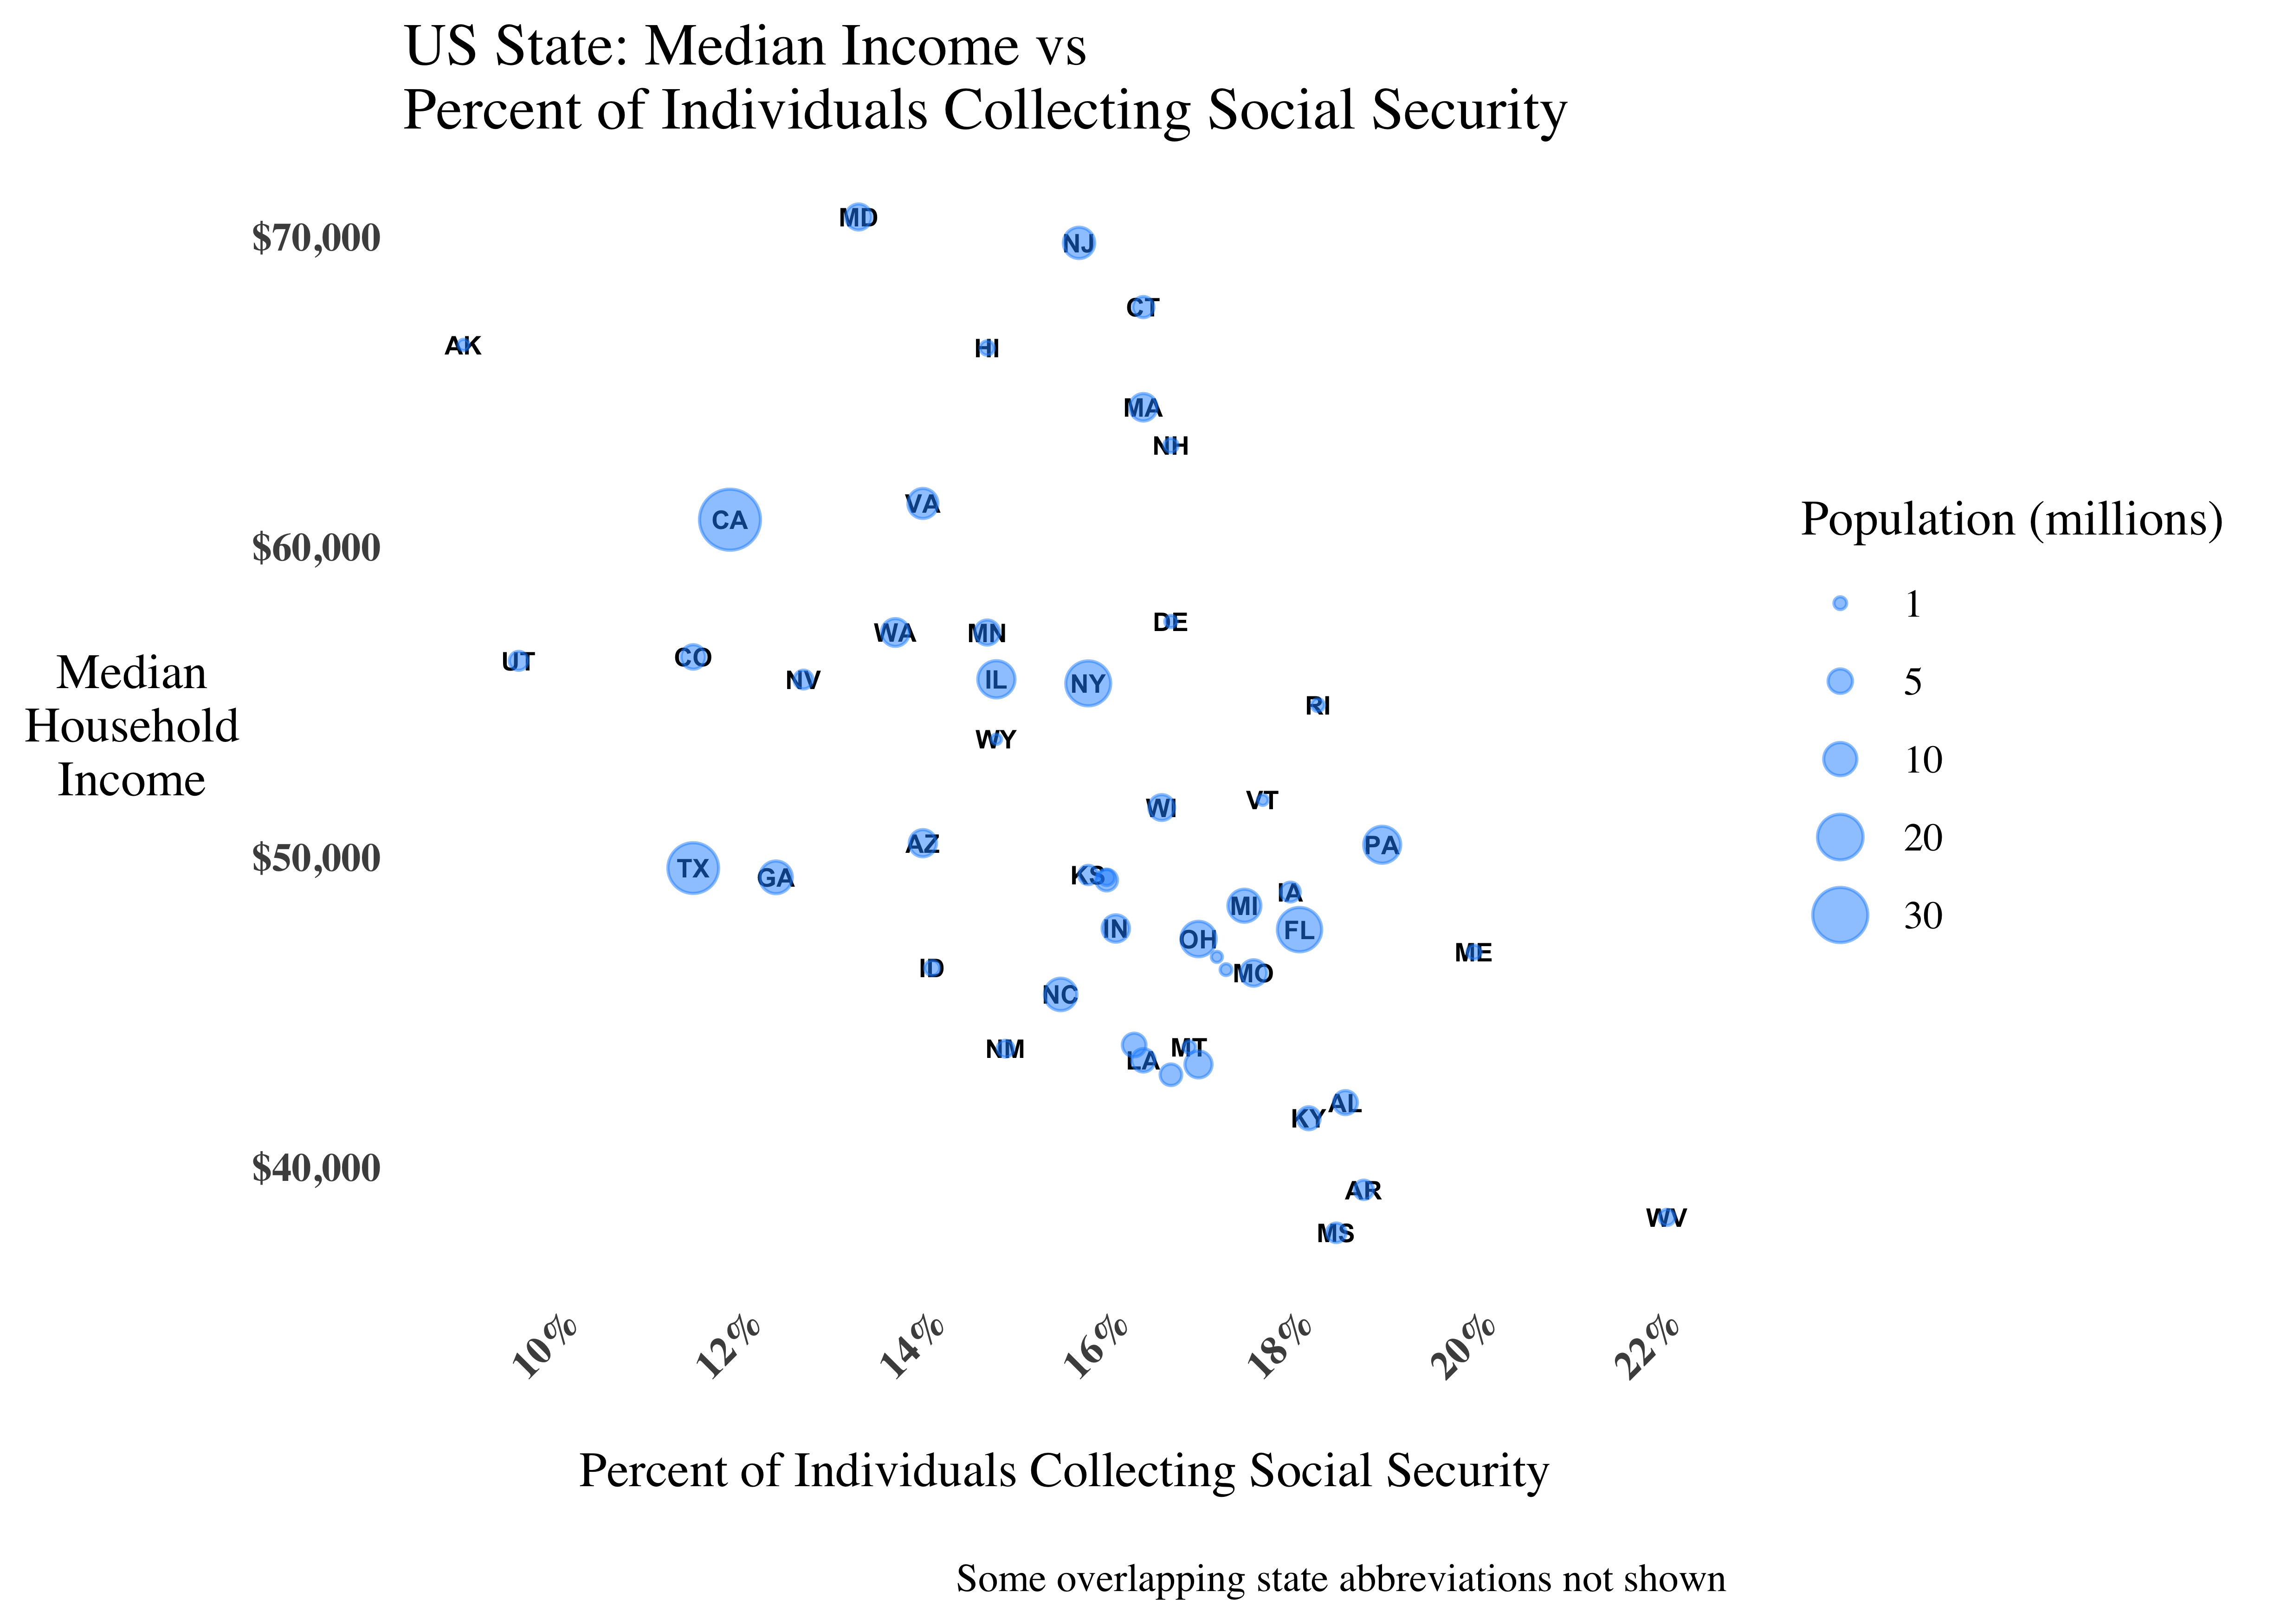 US State: Median Income vs
Percent of Individuals Collecting Social Security
MD
$70,000
NJ
CT
AK
HI
MA
NH
VA
CA
$60,000
DE
WA
MN
CO
UT
NV
IL
NY
RI
WY
VT
WI
AZ
PA
$50,000
TX
GA
KS
IA
MI
IN
FL
OH
ME
ID
MO
NC
NM
MT
LA
AL
KY
$40,000
AR
WV
MS
Median
Household
Income
Population (millions)
1
5
10
20
30
10%
12%
14%
16%
18%
20%
22%
Percent of Individuals Collecting Social Security
Some overlapping state abbreviations not shown